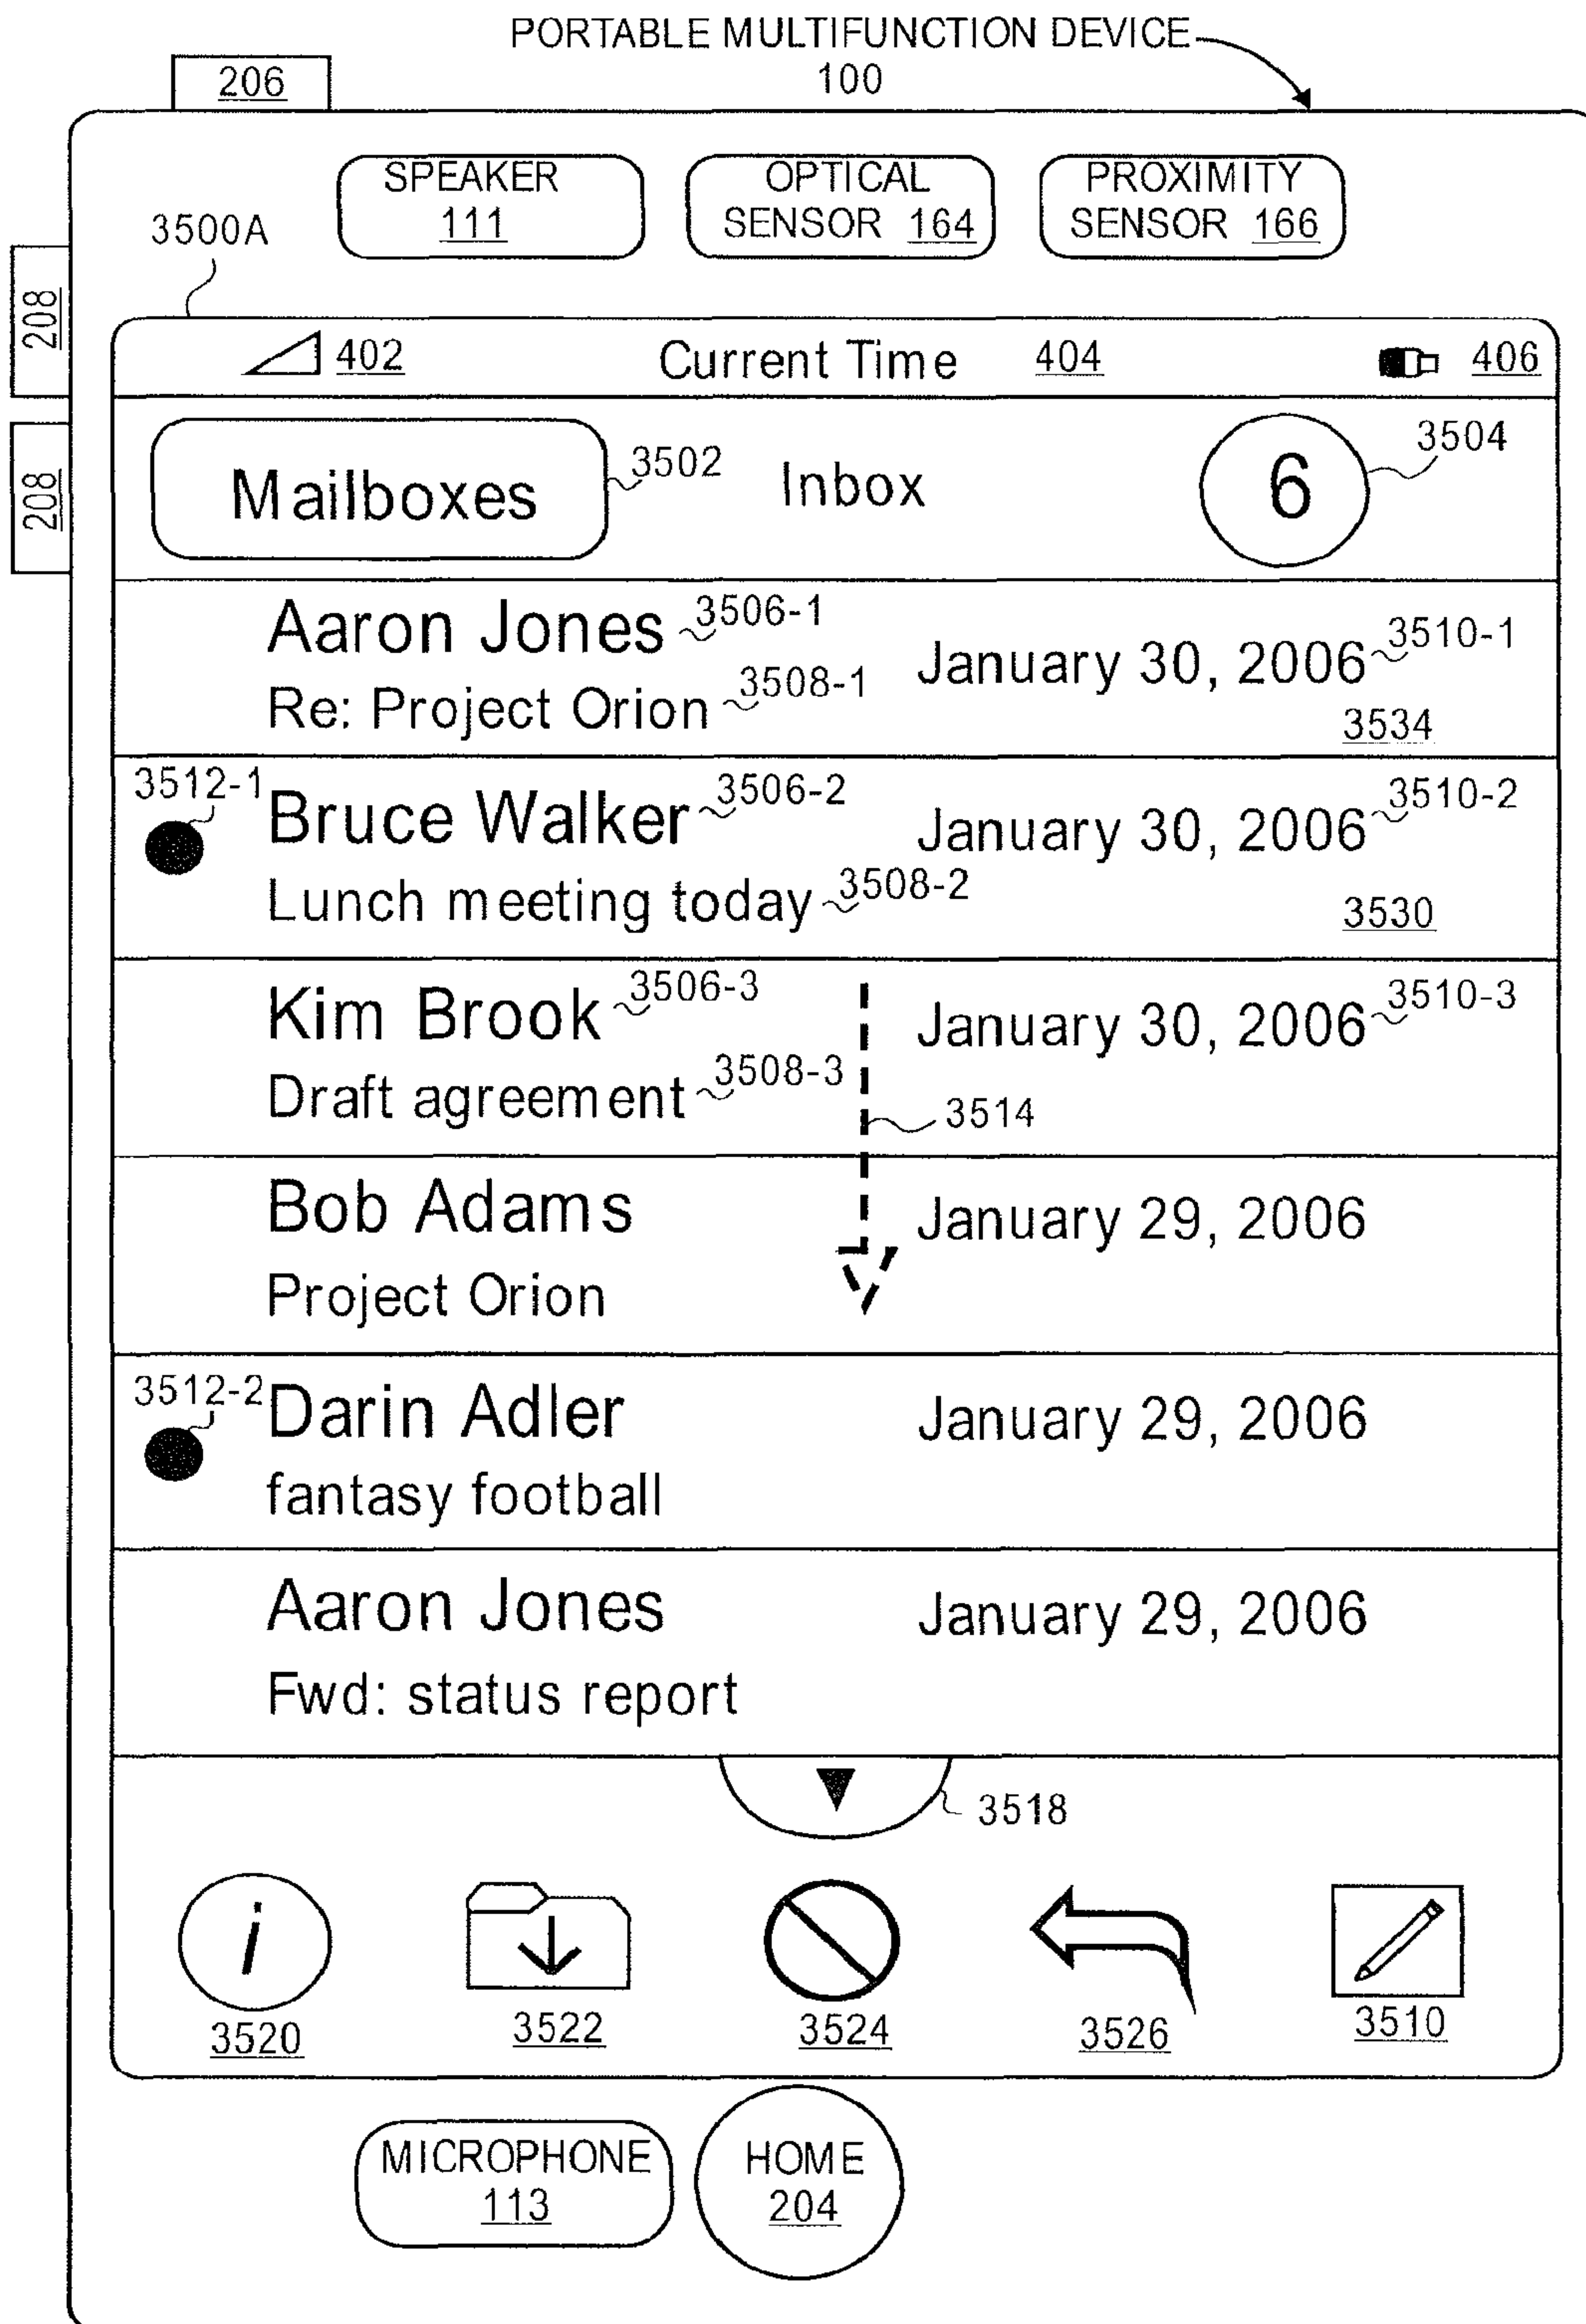 PORTABLE MULTIFUNCTION DEVICE
100
206
SPEAKER
111
OPTICAL
SENSOR 164
PROXIMITY
SENSOR 166
3500A
208
208
402 Current Time 404 406
Mailboxes 3502 Inbox 6 3504
Aaron Jones 3506-1 January 30, 2006 3510-1
Re: Project Orion 3508-1 3534
3512-1 Bruce Walker 3506-2 January 30, 2006 3510-2
Lunch meeting today 3508-2 3530
Kim Brook 3506-3 January 30, 2006 3510-3
Draft agreement 3508-3 3514
Bob Adams January 29, 2006
Project Orion
3512-2 Darin Adler January 29, 2006
fantasy football
Aaron Jones January 29, 2006
Fwd: status report
3518
i
3520 3522 3524 3526 3510
MICROPHONE
113
HOME
204